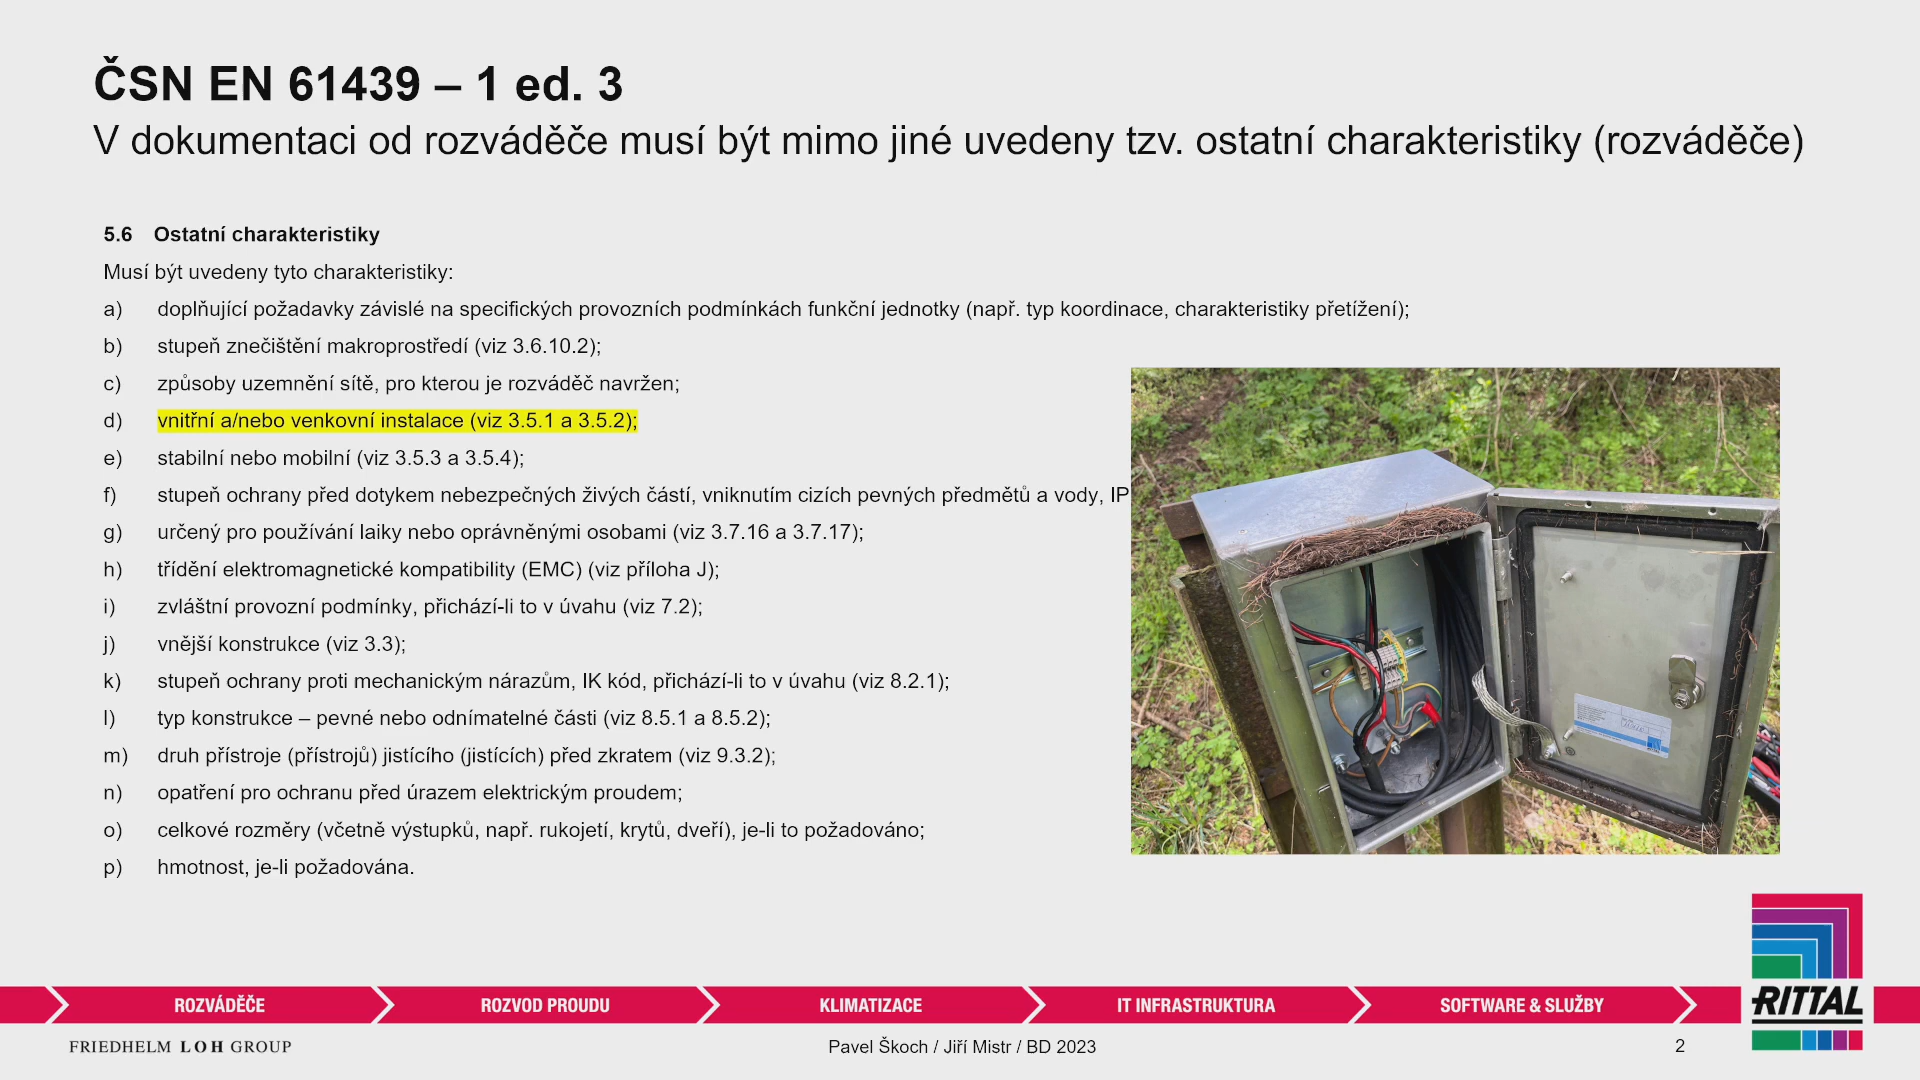 ČSN EN 61439 – 1 ed. 3
V dokumentaci od rozváděče musí být mimo jiné uvedeny tzv. ostatní charakteristiky (rozváděče)
5.6 Ostatní charakteristiky
Musí být uvedeny tyto charakteristiky:
a) doplňující požadavky závislé na specifických provozních podmínkách funkční jednotky (např. typ koordinace, charakteristiky přetížení);
b) stupeň znečištění makroprostředí (viz 3.6.10.2);
c) způsoby uzemnění sítě, pro kterou je rozváděč navržen;
d) vnitřní a/nebo venkovní instalace (viz 3.5.1 a 3.5.2);
e) stabilní nebo mobilní (viz 3.5.3 a 3.5.4);
f) stupeň ochrany před dotykem nebezpečných živých částí, vniknutím cizích pevných předmětů a vody, IP
g) určený pro používání laiky nebo oprávněnými osobami (viz 3.7.16 a 3.7.17);
h) třídění elektromagnetické kompatibility (EMC) (viz příloha J);
i) zvláštní provozní podmínky, přichází-li to v úvahu (viz 7.2);
j) vnější konstrukce (viz 3.3);
k) stupeň ochrany proti mechanickým nárazům, IK kód, přichází-li to v úvahu (viz 8.2.1);
l) typ konstrukce – pevné nebo odnímatelné části (viz 8.5.1 a 8.5.2);
m) druh přístroje (přístrojů) jistícího (jistících) před zkratem (viz 9.3.2);
n) opatření pro ochranu před úrazem elektrickým proudem;
o) celkové rozměry (včetně výstupků, např. rukojetí, krytů, dveří), je-li to požadováno;
p) hmotnost, je-li požadována.
ROZVÁDĚČE
ROZVOD PROUDU
KLIMATIZACE
IT INFRASTRUKTURA
SOFTWARE & SLUŽBY
RITTAL
FRIEDHELM LOH GROUP
Pavel Škoch / Jiří Mistr / BD 2023
2